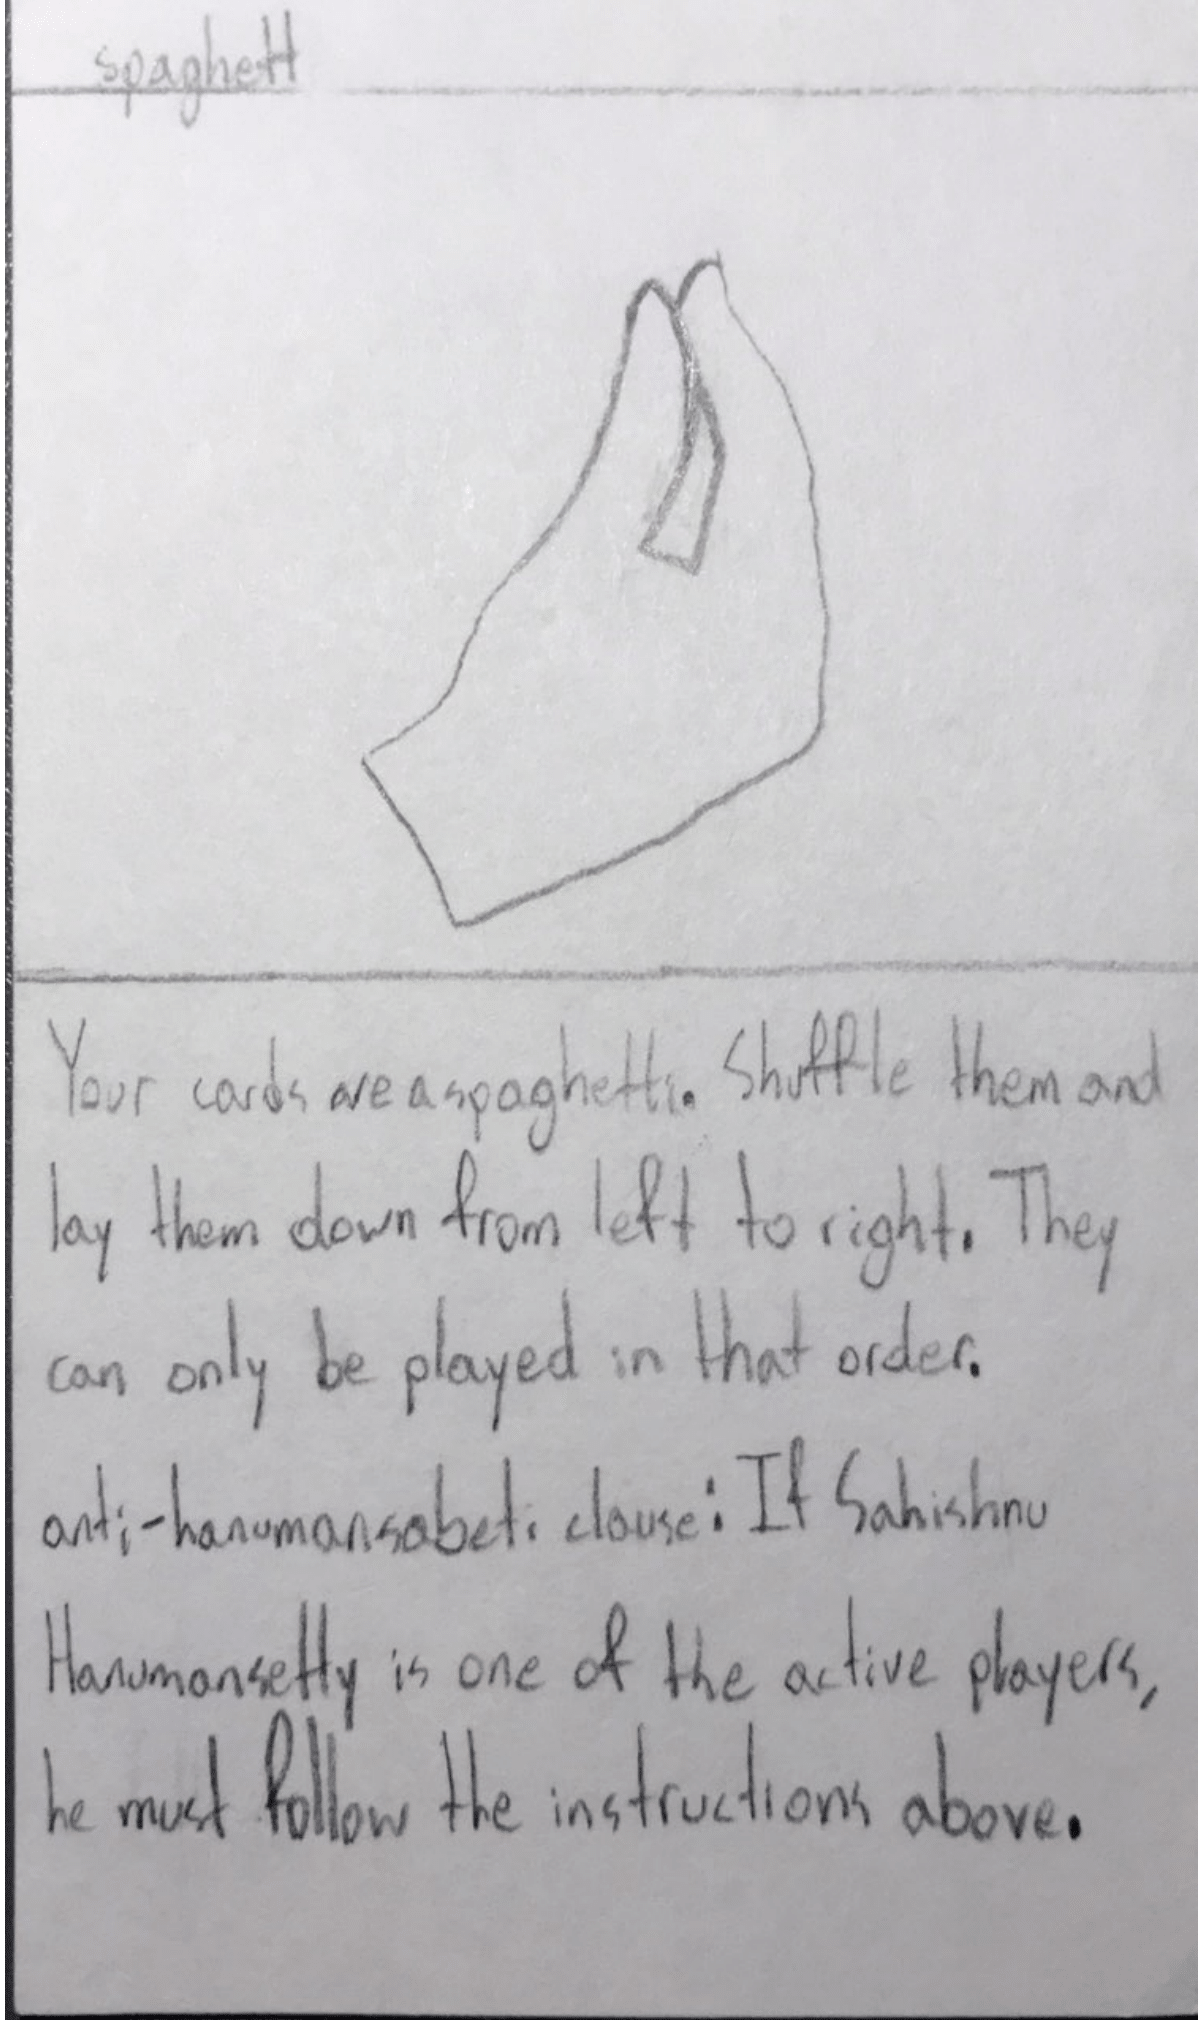 spaghett
Your cards are a spaghetti. Shuffle them and
lay them down from left to right. They
can only be played in that order.
anti-hanumansabeti clause: If Sahishnu
Hanumansetty is one of the active players,
he must follow the instructions above.